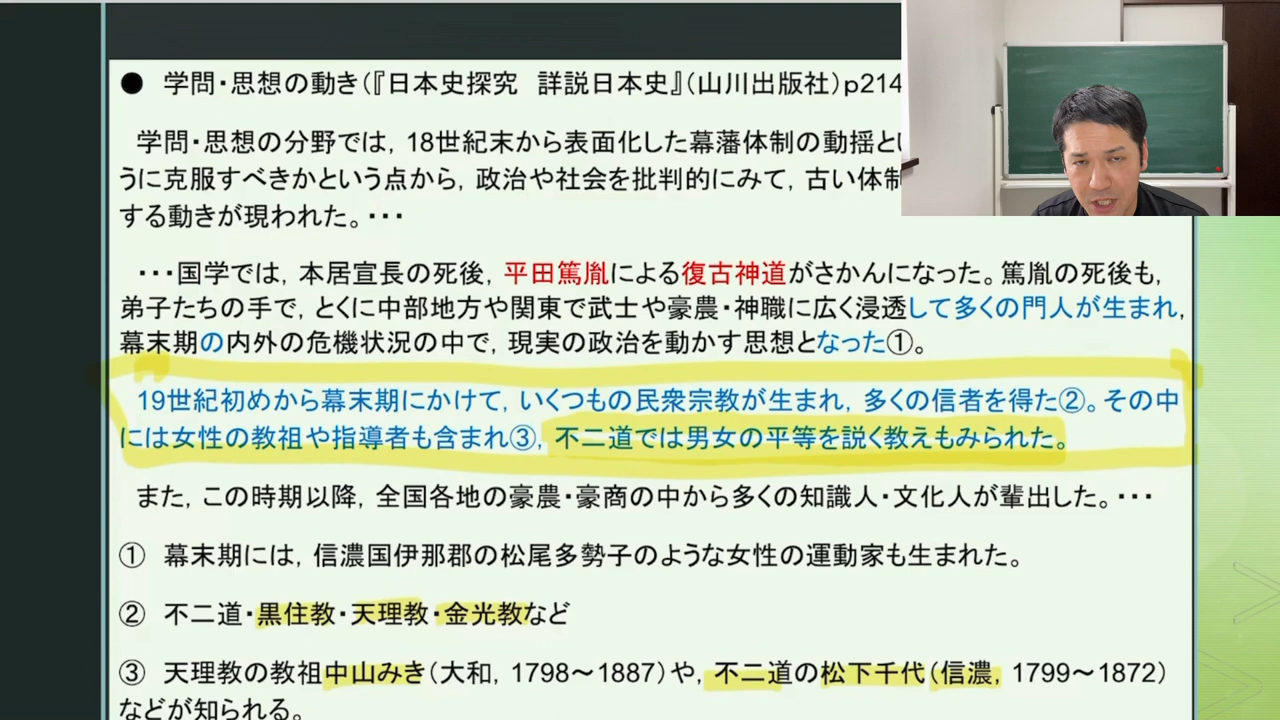 ● 学問・思想の動き(『日本史探究　詳説日本史』(山川出版社)p214
学問・思想の分野では，18世紀末から表面化した幕藩体制の動揺と
うに克服すべきかという点から，政治や社会を批判的にみて，古い体制
する動きが現われた。・・・
・・・国学では，本居宣長の死後，平田篤胤による復古神道がさかんになった。篤胤の死後も，
弟子たちの手で，とくに中部地方や関東で武士や豪農・神職に広く浸透して多くの門人が生まれ，
幕末期の内外の危機状況の中で，現実の政治を動かす思想となった①。
19世紀初めから幕末期にかけて，いくつもの民衆宗教が生まれ，多くの信者を得た②。その中
には女性の教祖や指導者も含まれ③，不二道では男女の平等を説く教えもみられた。
また，この時期以降，全国各地の豪農・豪商の中から多くの知識人・文化人が輩出した。・・・
① 幕末期には，信濃国伊那郡の松尾多勢子のような女性の運動家も生まれた。
② 不二道・黒住教・天理教・金光教など
③ 天理教の教祖中山みき(大和，1798～1887)や，不二道の松下千代(信濃，1799～1872)
などが知られる。